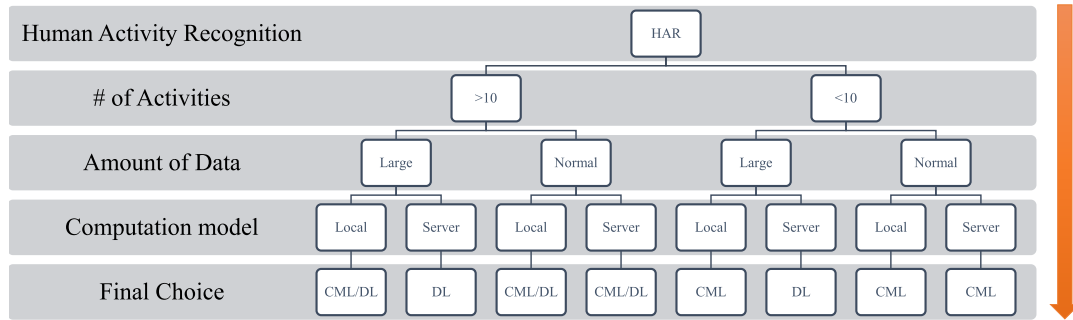 Human Activity Recognition
HAR
# of Activities
>10
<10
Amount of Data
Large
Normal
Large
Normal
Computation model
Local
Server
Local
Server
Local
Server
Local
Server
Final Choice
CML/DL
DL
CML/DL
CML/DL
CML
DL
CML
CML